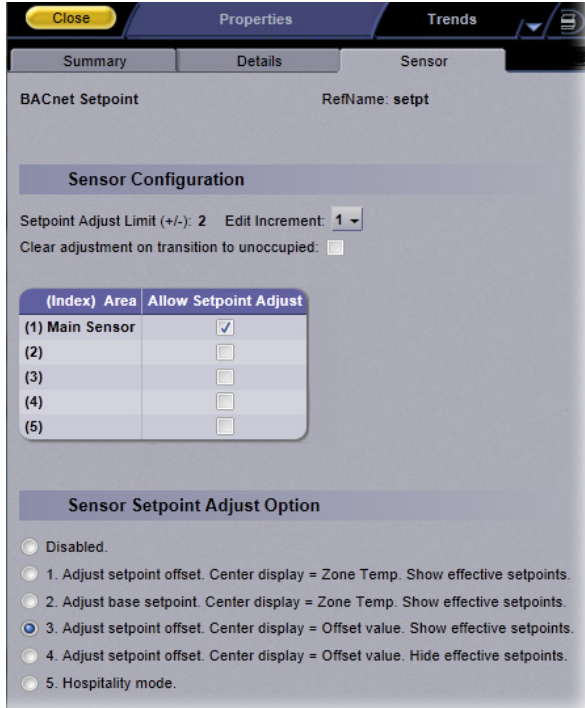 Close Properties Trends
Summary Details Sensor
BACnet Setpoint RefName: setpt
Sensor Configuration
Setpoint Adjust Limit (+/-): 2 Edit Increment: 1
Clear adjustment on transition to unoccupied:
(Index) Area Allow Setpoint Adjust
(1) Main Sensor
(2)
(3)
(4)
(5)
Sensor Setpoint Adjust Option
Disabled.
1. Adjust setpoint offset. Center display = Zone Temp. Show effective setpoints.
2. Adjust base setpoint. Center display = Zone Temp. Show effective setpoints.
3. Adjust setpoint offset. Center display = Offset value. Show effective setpoints.
4. Adjust setpoint offset. Center display = Offset value. Hide effective setpoints.
5. Hospitality mode.